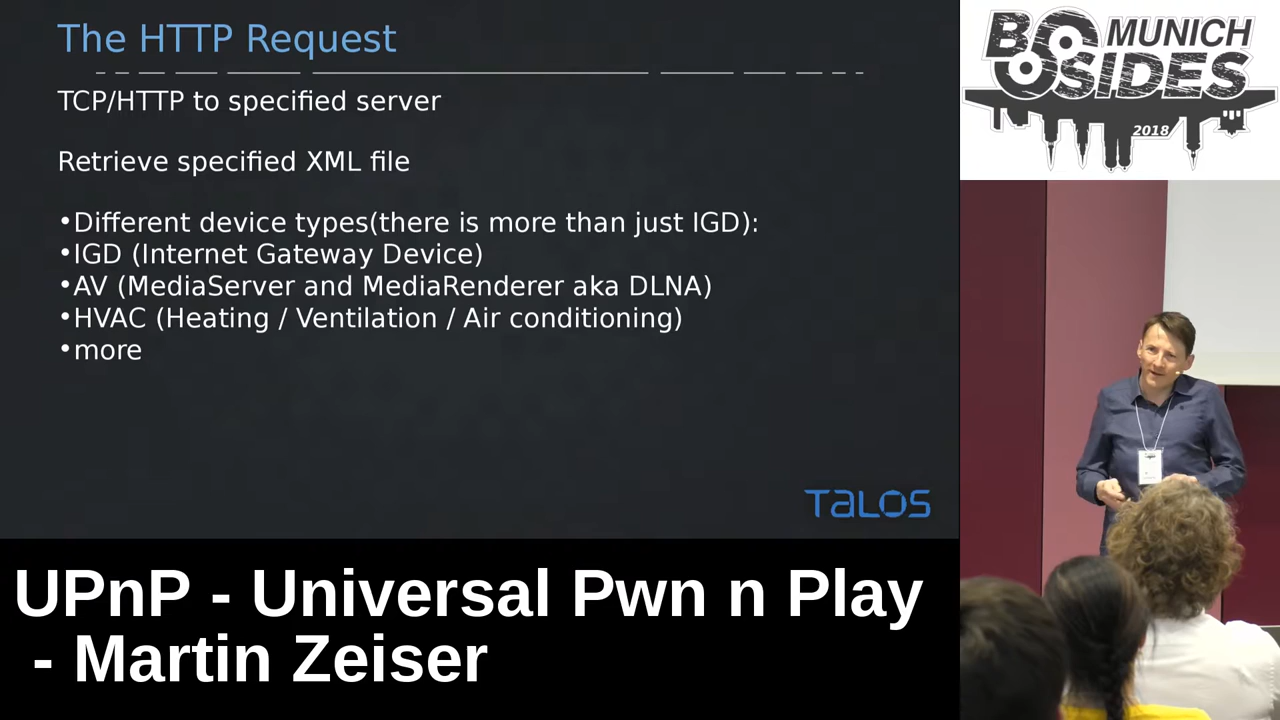 The HTTP Request
TCP/HTTP to specified server
Retrieve specified XML file
•Different device types(there is more than just IGD):
•IGD (Internet Gateway Device)
•AV (MediaServer and MediaRenderer aka DLNA)
•HVAC (Heating / Ventilation / Air conditioning)
•more
TALOS
UPnP - Universal Pwn n Play
- Martin Zeiser
BSIDES MUNICH
2018